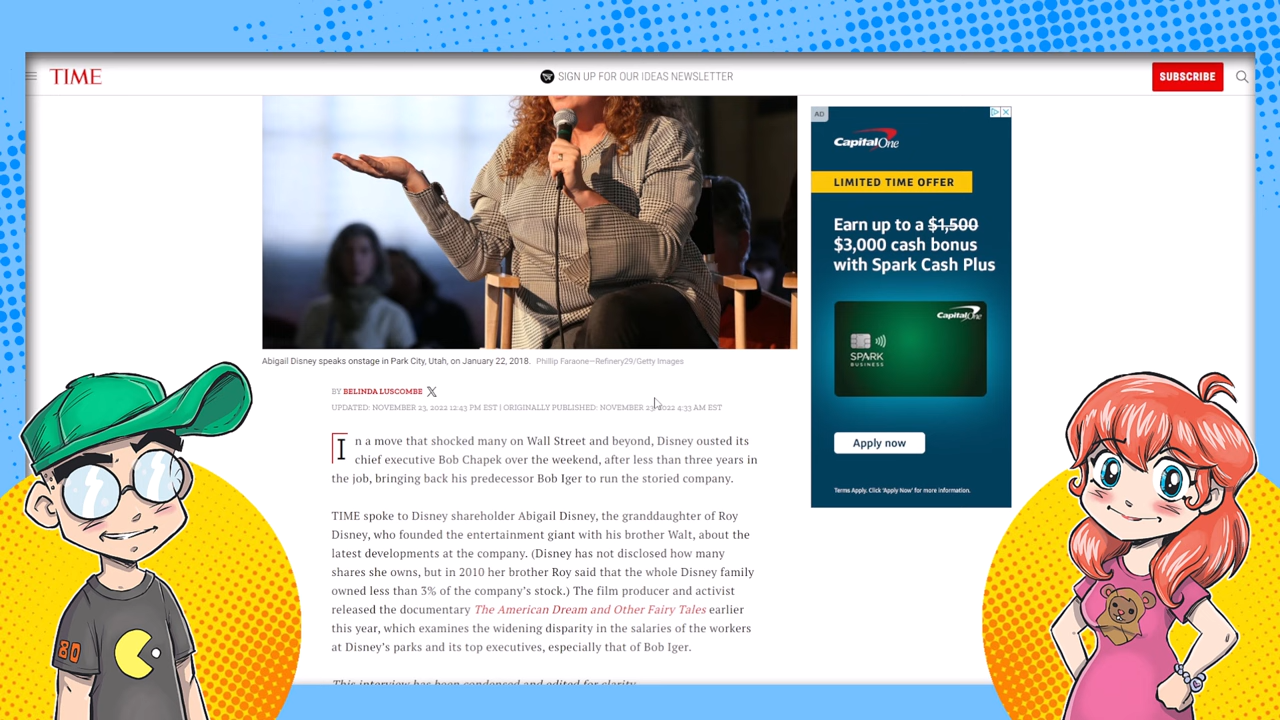 TIME
SIGN UP FOR OUR IDEAS NEWSLETTER
SUBSCRIBE
AD
Capital One
LIMITED TIME OFFER
Earn up to a $1,500
$3,000 cash bonus
with Spark Cash Plus
Capital One
SPARK
BUSINESS
Apply now
Terms Apply. Click 'Apply Now' for more information.
Abigail Disney speaks onstage in Park City, Utah, on January 22, 2018. Phillip Faraone—Refinery29/Getty Images
BY BELINDA LUSCOMBE
UPDATED: NOVEMBER 23, 2022 12:43 PM EST | ORIGINALLY PUBLISHED: NOVEMBER 23, 2022 4:33 AM EST
In a move that shocked many on Wall Street and beyond, Disney ousted its
chief executive Bob Chapek over the weekend, after less than three years in
the job, bringing back his predecessor Bob Iger to run the storied company.
TIME spoke to Disney shareholder Abigail Disney, the granddaughter of Roy
Disney, who founded the entertainment giant with his brother Walt, about the
latest developments at the company. (Disney has not disclosed how many
shares she owns, but in 2010 her brother Roy said that the whole Disney family
owned less than 3% of the company's stock.) The film producer and activist
released the documentary The American Dream and Other Fairy Tales earlier
this year, which examines the widening disparity in the salaries of the workers
at Disney's parks and its top executives, especially that of Bob Iger.
This interview has been condensed and edited for clarity.
80